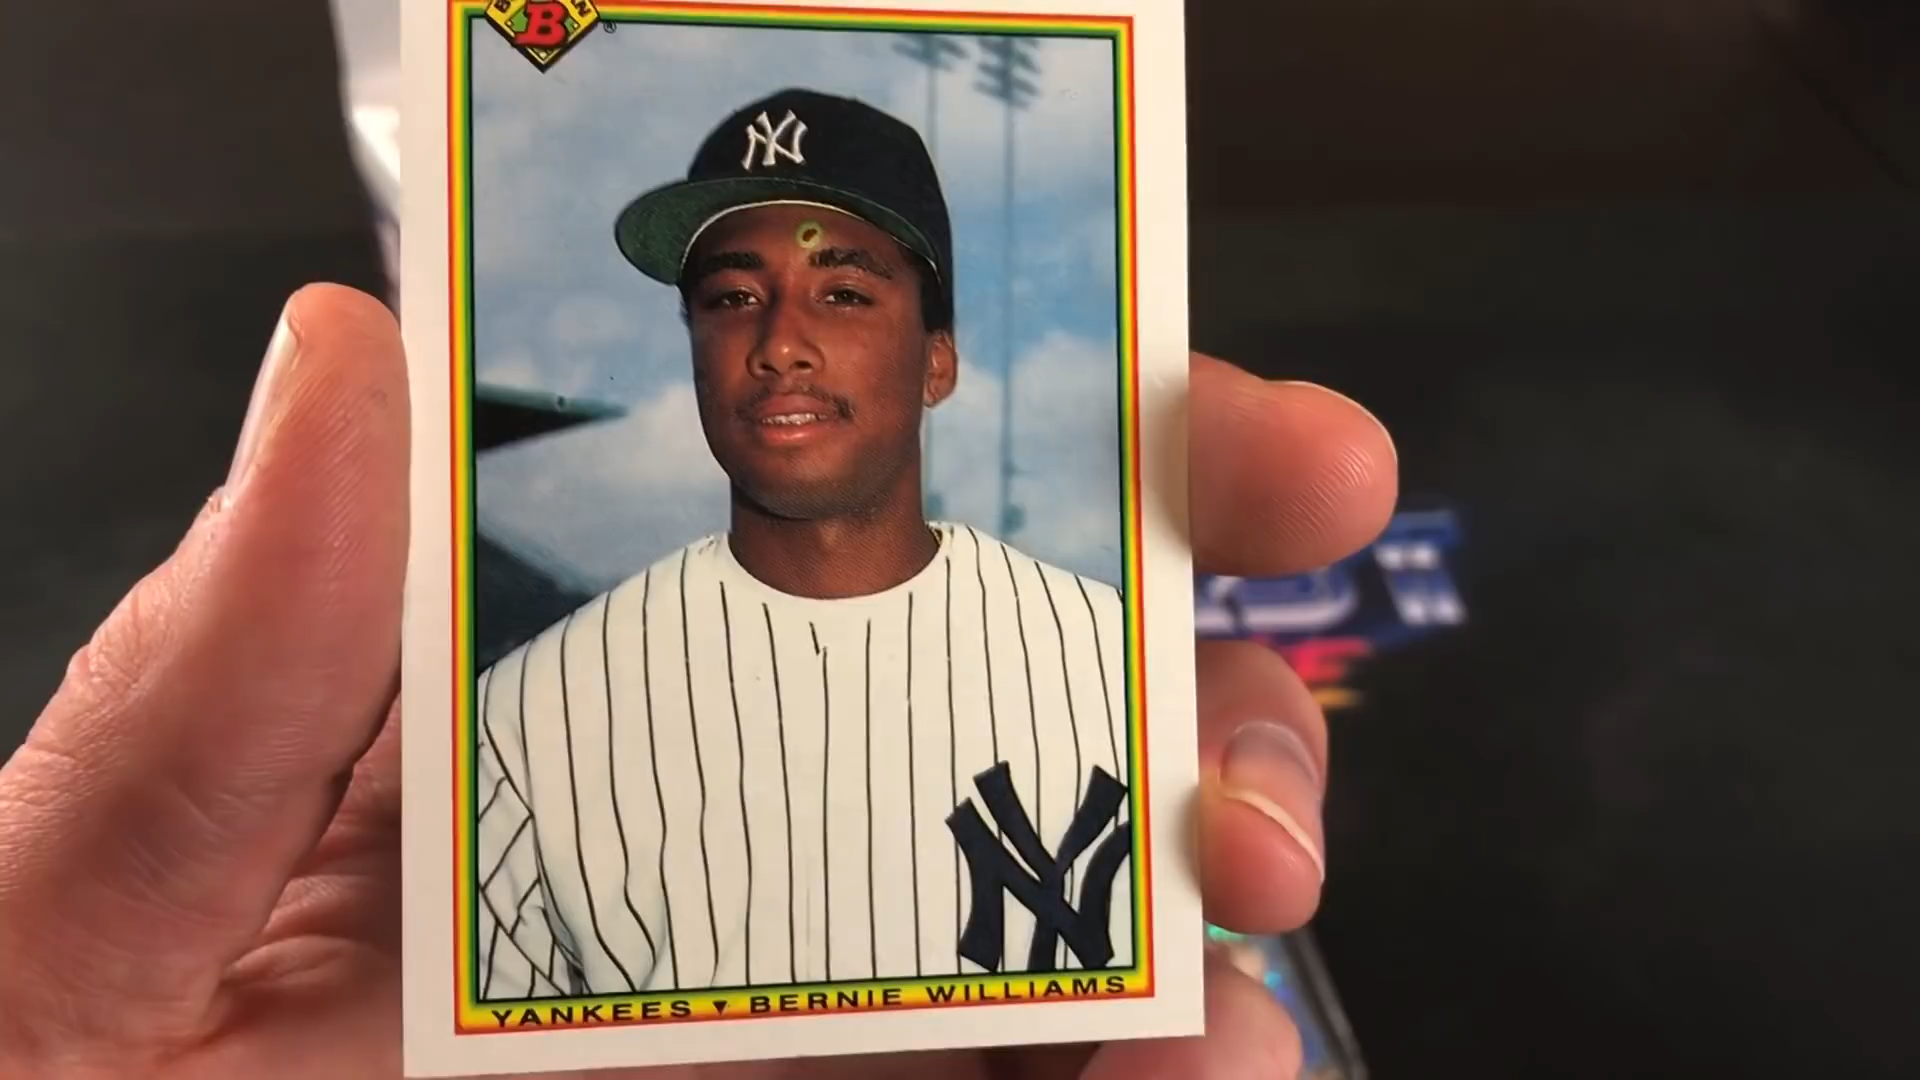 B
®
NY
NY
YANKEES ▼ BERNIE WILLIAMS